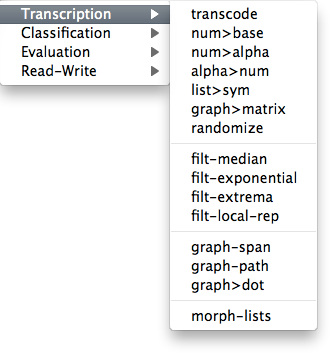 Transcription
Classification
Evaluation
Read-Write
transcode
num>base
num>alpha
alpha>num
list>sym
graph>matrix
randomize
filt-median
filt-exponential
filt-extrema
filt-local-rep
graph-span
graph-path
graph>dot
morph-lists